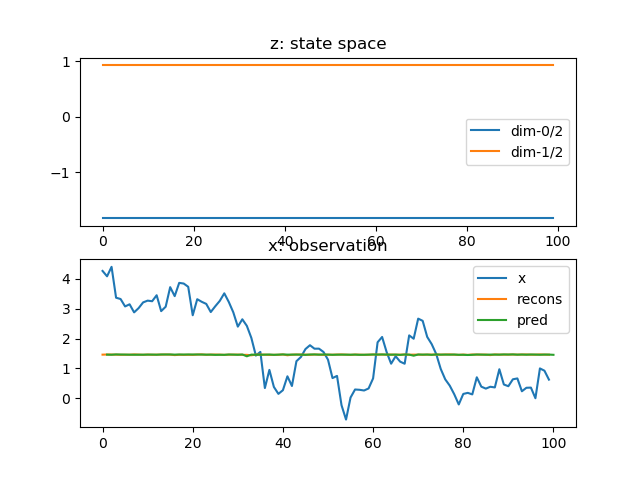 z: state space
1
0
−1
dim-0/2
dim-1/2
0 20 40 60 80 100
x: observation
4
3
2
1
0
x
recons
pred
0 20 40 60 80 100